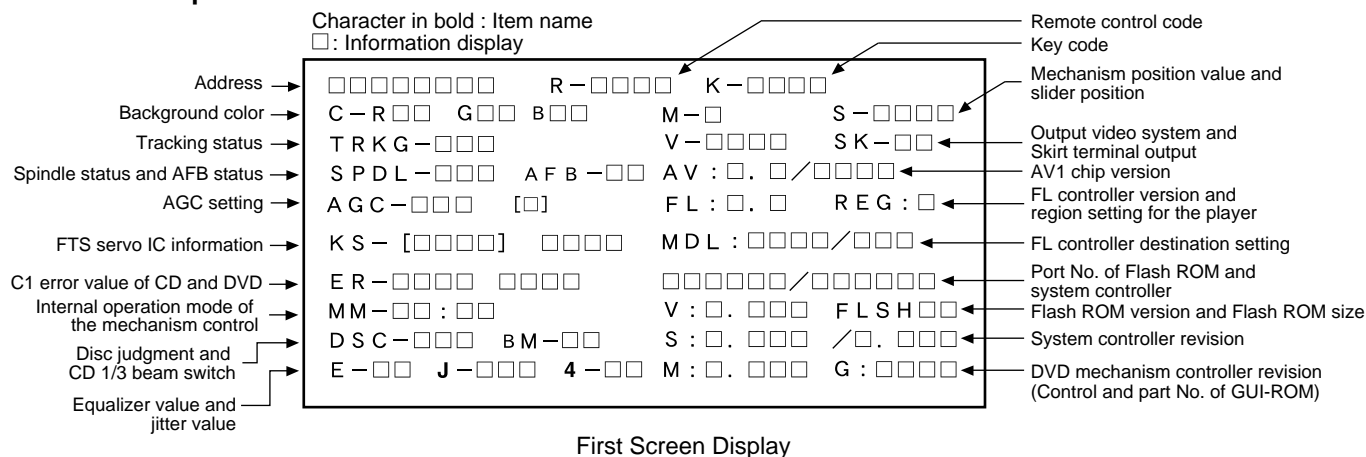 Character in bold : Item name
□ : Information display
Remote control code
Key code
Mechanism position value and
slider position
Output video system and
Skirt terminal output
AV1 chip version
FL controller version and
region setting for the player
FL controller destination setting
Port No. of Flash ROM and
system controller
Flash ROM version and Flash ROM size
System controller revision
DVD mechanism controller revision
(Control and part No. of GUI-ROM)
Address
Background color
Tracking status
Spindle status and AFB status
AGC setting
FTS servo IC information
C1 error value of CD and DVD
Internal operation mode of
the mechanism control
Disc judgment and
CD 1/3 beam switch
Equalizer value and
jitter value
□□□□□□□□ R－□□□□ K－□□□□
C－R□□ G□□ B□□ M－□ S－□□□□
TRKG－□□□ V－□□□□ SK－□□
SPDL－□□□ AFB－□□ AV:□.□／□□□□
AGC－□□□ [□] FL:□.□ REG:□
KS－[□□□□] □□□□ MDL:□□□□／□□□
ER－□□□□ □□□□ □□□□□□／□□□□□□
MM－□□:□□ V:□.□□□ FLSH□□
DSC－□□□ BM－□□ S:□.□□□ ／□.□□□
E－□□ J－□□□ 4－□□ M:□.□□□ G:□□□□
First Screen Display